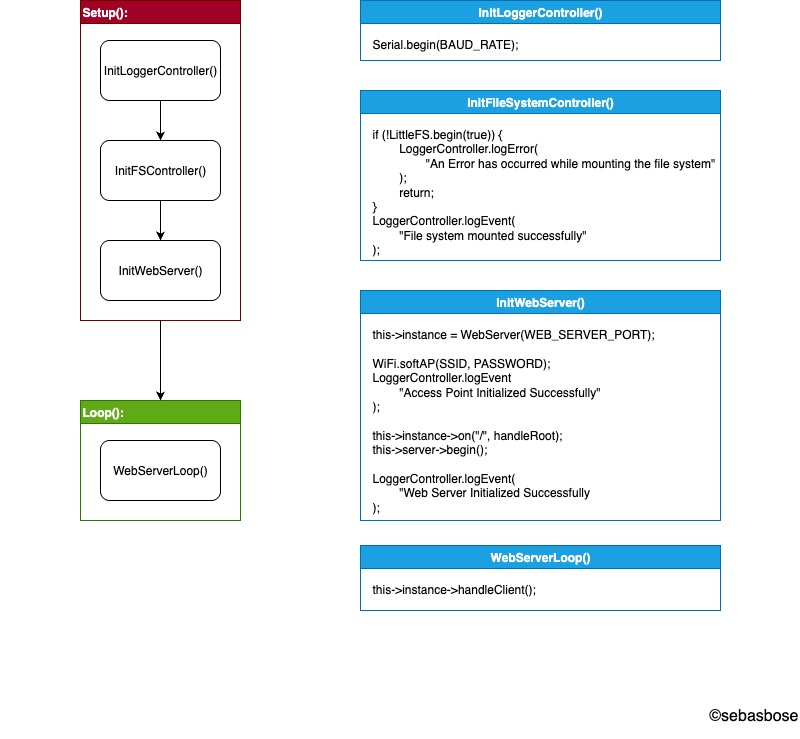 Setup():
InitLoggerController()
InitFSController()
InitWebServer()
Loop():
WebServerLoop()
InitLoggerController()
Serial.begin(BAUD_RATE);
InitFileSystemController()
if (!LittleFS.begin(true)) {
LoggerController.logError(
"An Error has occurred while mounting the file system"
);
return;
}
LoggerController.logEvent(
"File system mounted successfully"
);
InitWebServer()
this->instance = WebServer(WEB_SERVER_PORT);
WiFi.softAP(SSID, PASSWORD);
LoggerController.logEvent
"Access Point Initialized Successfully"
);
this->instance->on("/", handleRoot);
this->server->begin();
LoggerController.logEvent(
"Web Server Initialized Successfully
);
WebServerLoop()
this->instance->handleClient();
©sebasbose